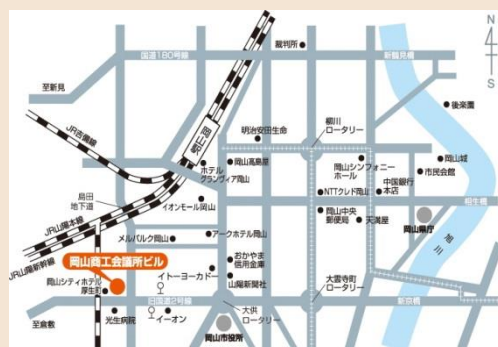 N
S
裁判所
国道180号線
新鶴見橋
至新見
JR吉備線
岡山駅
後楽園
柳川
ロータリー
明治安田生命
岡山高島屋
ホテル
グランヴィア岡山
岡山シンフォニー
ホール
岡山城
市民会館
中国銀行
本店
NTTクレド岡山
島田
地下道
イオンモール岡山
相生橋
岡山中央
郵便局
天満屋
岡山県庁
旭川
JR山陽本線
JR山陽新幹線
メルパルク岡山
アークホテル岡山
おかやま
信用金庫
岡山商工会議所ビル
イトーヨーカドー
山陽新聞社
大雲寺町
ロータリー
岡山シティホテル
厚生町
旧国道2号線
大供
ロータリー
新京橋
至倉敷
光生病院
イオン
岡山市役所